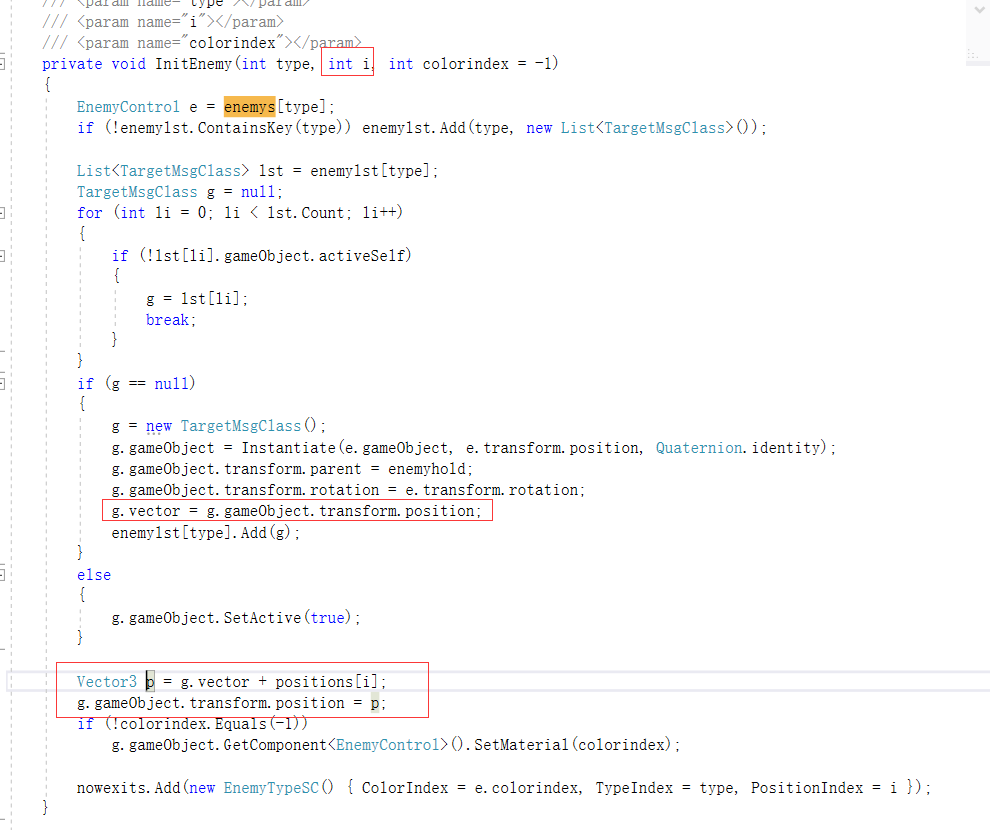 /// <param name="type"></param>
/// <param name="i"></param>
/// <param name="colorindex"></param>
private void InitEnemy(int type, int i, int colorindex = -1)
{
EnemyControl e = enemys[type];
if (!enemylst.ContainsKey(type)) enemylst.Add(type, new List<TargetMsgClass>());
List<TargetMsgClass> lst = enemylst[type];
TargetMsgClass g = null;
for (int li = 0; li < lst.Count; li++)
{
if (!lst[li].gameObject.activeSelf)
{
g = lst[li];
break;
}
}
if (g == null)
{
g = new TargetMsgClass();
g.gameObject = Instantiate(e.gameObject, e.transform.position, Quaternion.identity);
g.gameObject.transform.parent = enemyhold;
g.gameObject.transform.rotation = e.transform.rotation;
g.vector = g.gameObject.transform.position;
enemylst[type].Add(g);
}
else
{
g.gameObject.SetActive(true);
}
Vector3 p = g.vector + positions[i];
g.gameObject.transform.position = p;
if (!colorindex.Equals(-1))
g.gameObject.GetComponent<EnemyControl>().SetMaterial(colorindex);
nowexits.Add(new EnemyTypeSC() { ColorIndex = e.colorindex, TypeIndex = type, PositionIndex = i });
}